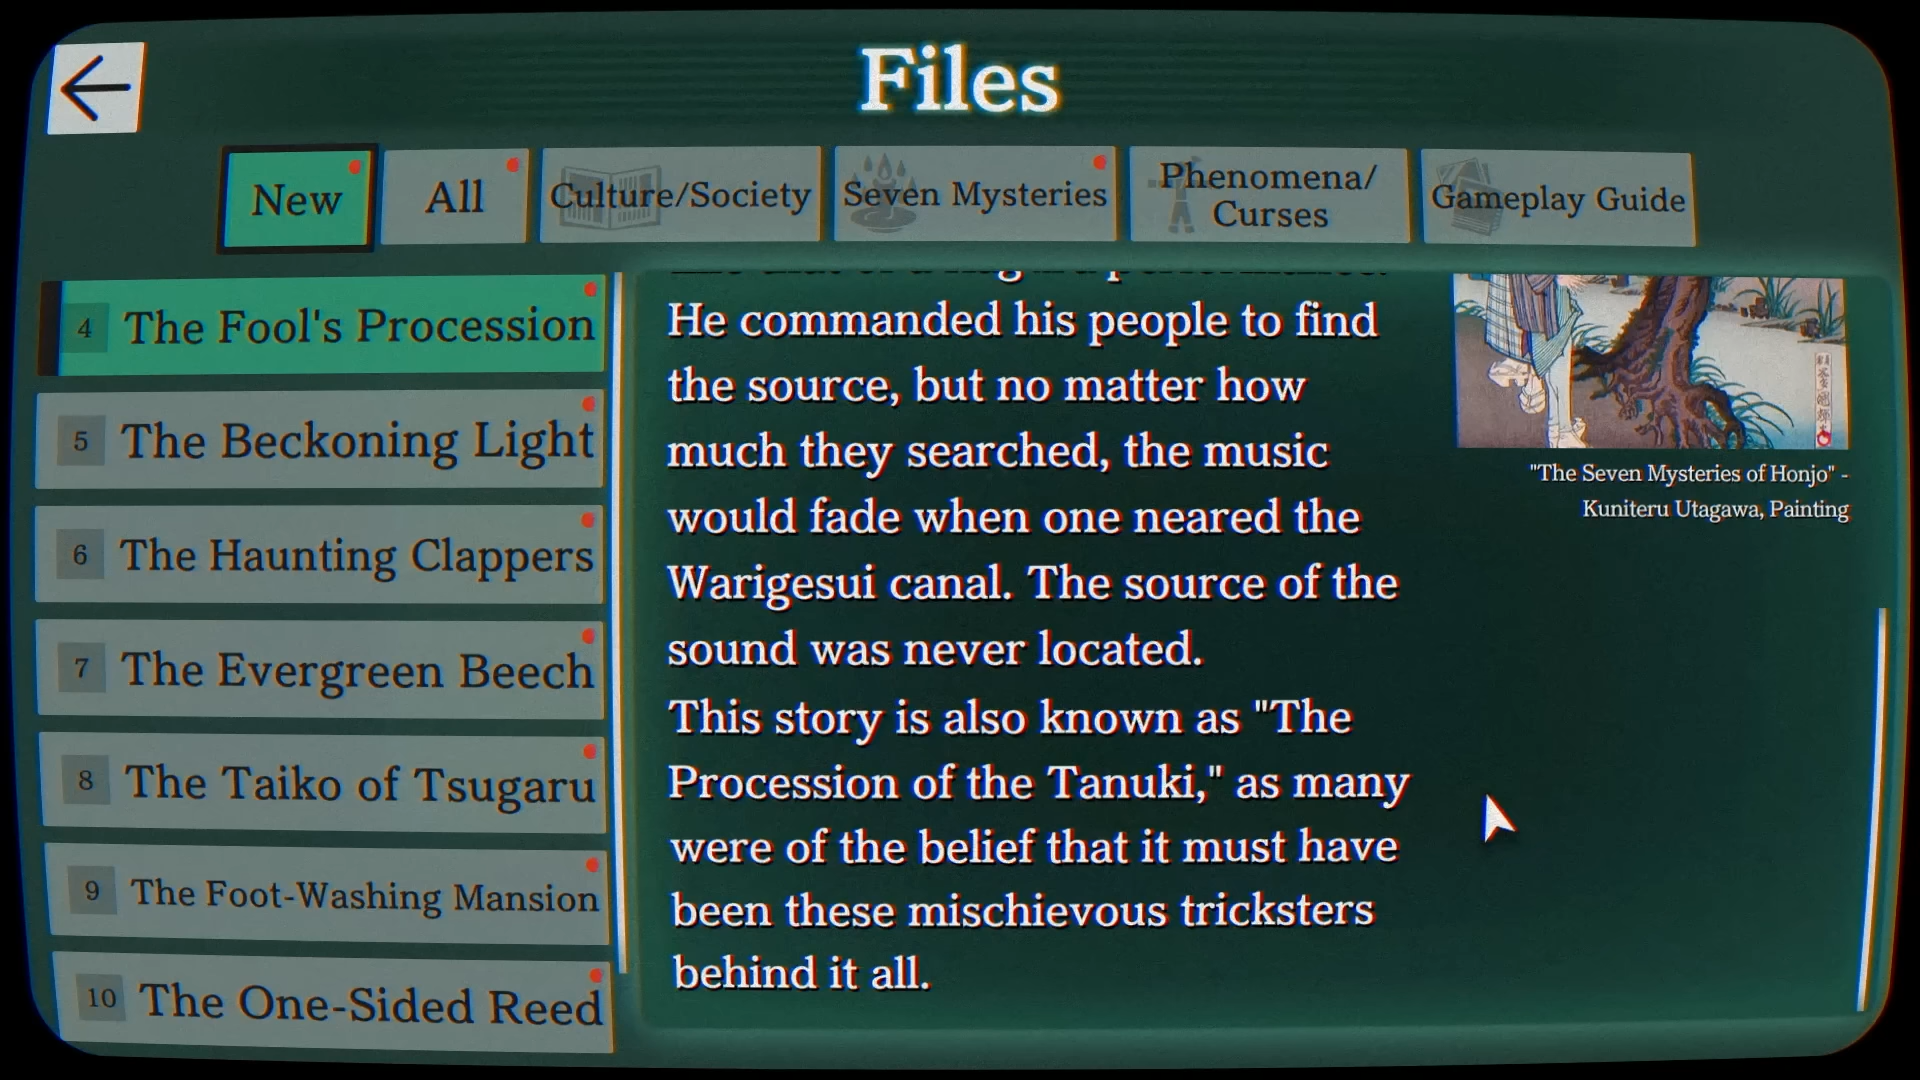 Files
New
All
Culture/Society
Seven Mysteries
Phenomena/
Curses
Gameplay Guide
4 The Fool's Procession
5 The Beckoning Light
6 The Haunting Clappers
7 The Evergreen Beech
8 The Taiko of Tsugaru
9 The Foot-Washing Mansion
10 The One-Sided Reed
He commanded his people to find
the source, but no matter how
much they searched, the music
would fade when one neared the
Warigesui canal. The source of the
sound was never located.
This story is also known as "The
Procession of the Tanuki," as many
were of the belief that it must have
been these mischievous tricksters
behind it all.
"The Seven Mysteries of Honjo" -
Kuniteru Utagawa, Painting